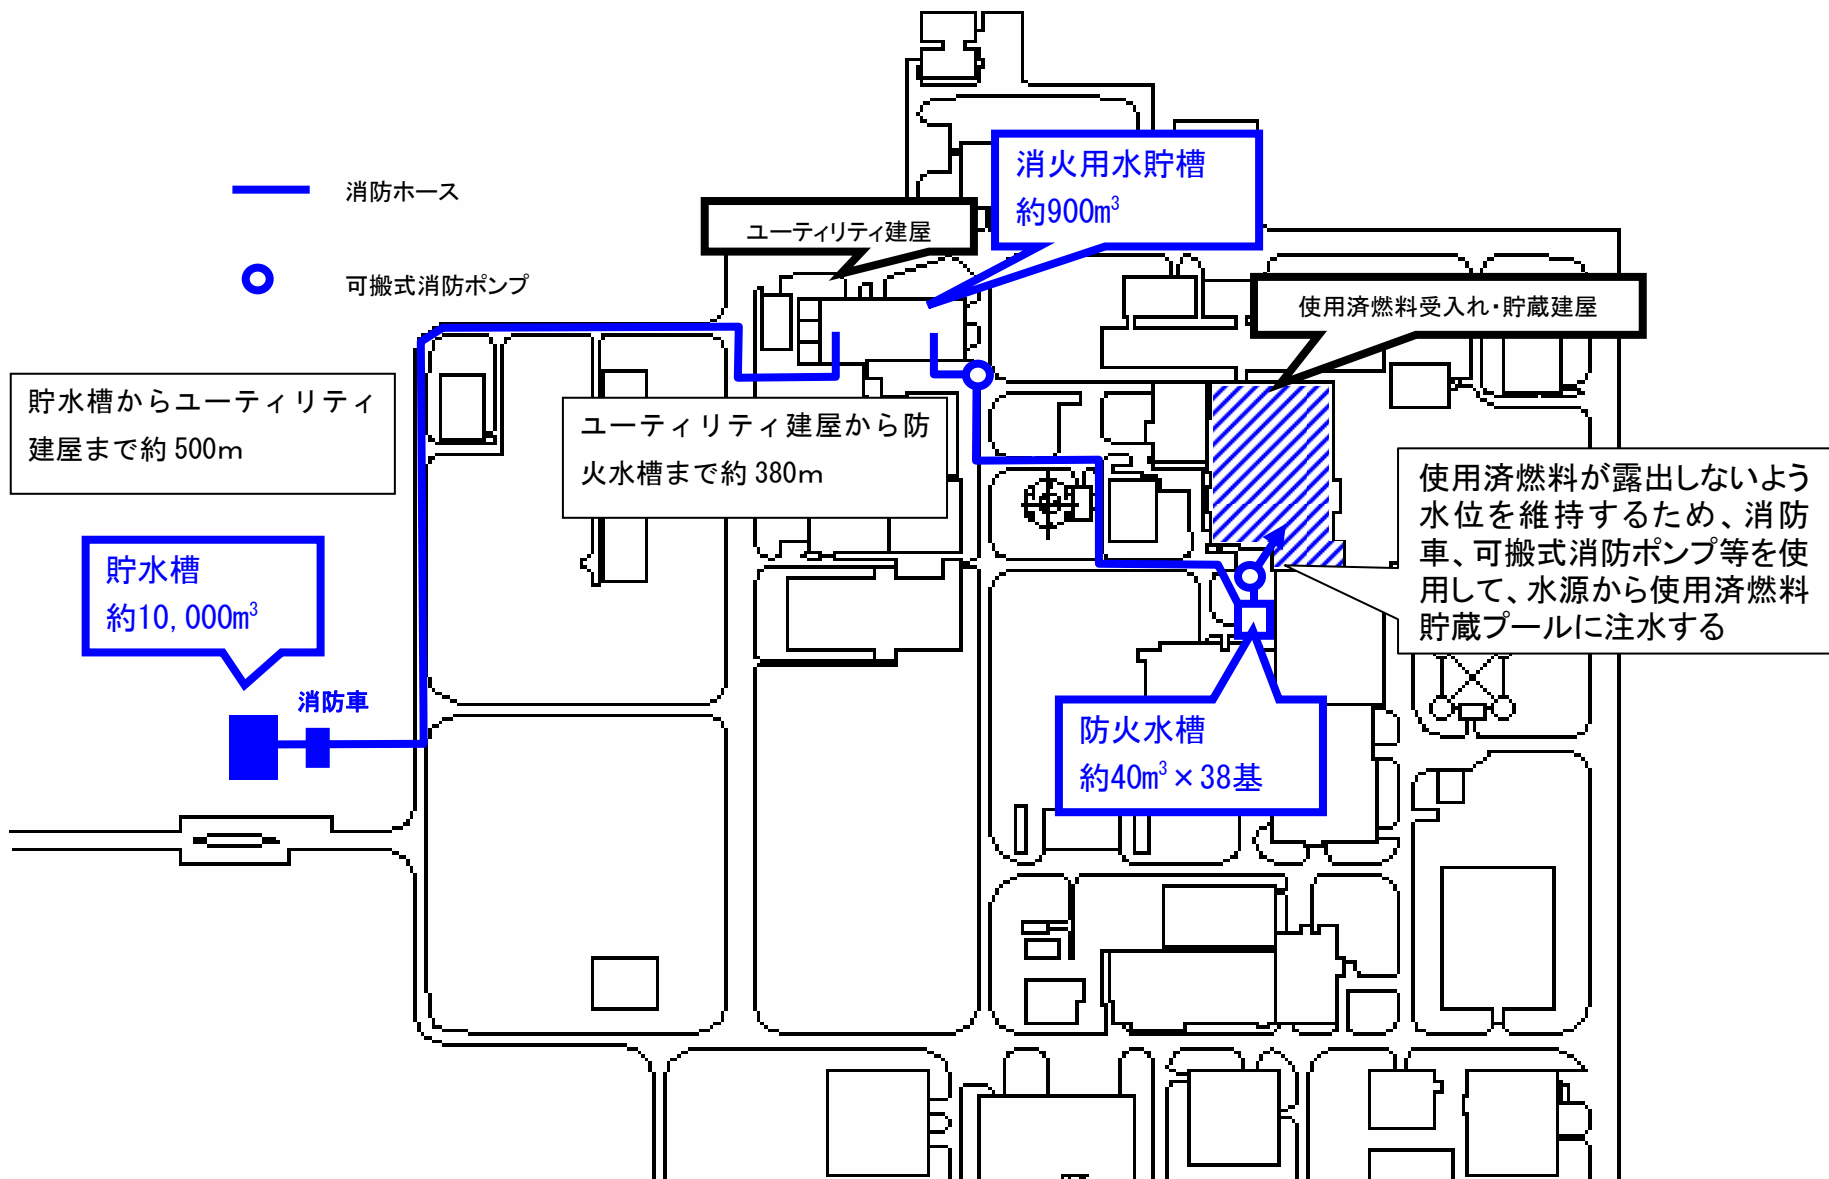 消火用水貯槽
約900m³
消防ホース
ユーティリティ建屋
可搬式消防ポンプ
使用済燃料受入れ・貯蔵建屋
貯水槽からユーティリティ
建屋まで約 500m
ユーティリティ建屋から防
火水槽まで約 380m
使用済燃料が露出しないよう
水位を維持するため、消防
車、可搬式消防ポンプ等を使
用して、水源から使用済燃料
貯蔵プールに注水する
貯水槽
約10,000m³
消防車
防火水槽
約40m³×38基